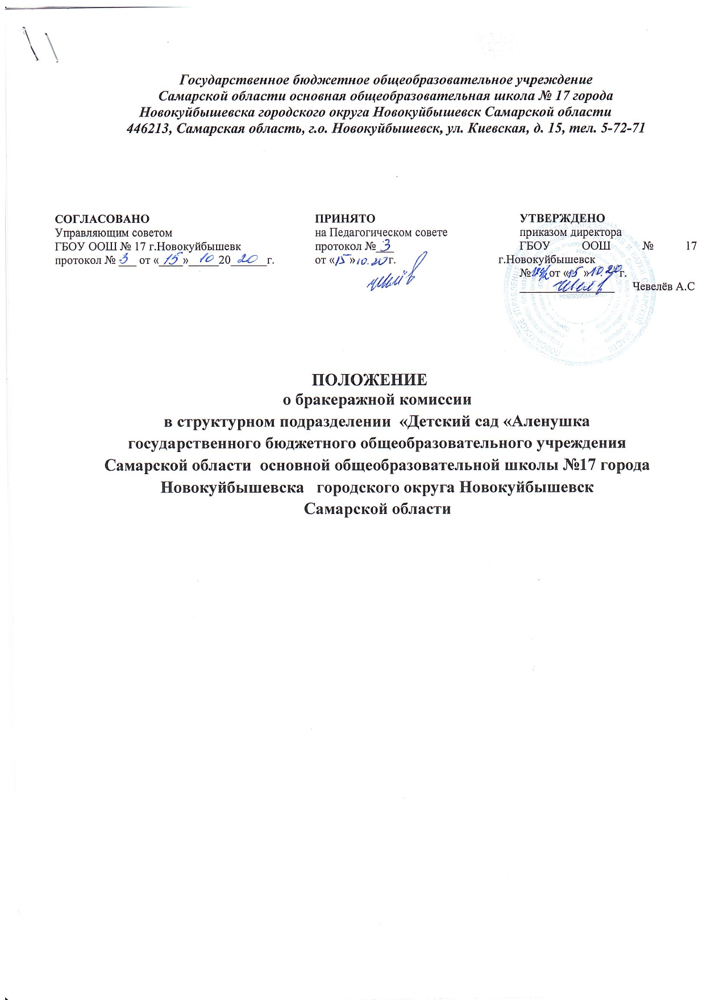 Государственное бюджетное общеобразовательное учреждение
Самарской области основная общеобразовательная школа № 17 города
Новокуйбышевска городского округа Новокуйбышевск Самарской области
446213, Самарская область, г.о. Новокуйбышевск, ул. Киевская, д. 15, тел. 5-72-71
СОГЛАСОВАНО
Управляющим советом
ГБОУ ООШ № 17 г.Новокуйбышевк
протокол № 3 от « 15 » 10 20 20 г.
ПРИНЯТО
на Педагогическом совете
протокол № 3
от «15» 10. 20 г.
УТВЕРЖДЕНО
приказом директора
ГБОУ ООШ № 17
г.Новокуйбышевск
№ от «15» 10. 20 г.
Чевелёв А.С
ПОЛОЖЕНИЕ
о бракеражной комиссии
в структурном подразделении «Детский сад «Аленушка
государственного бюджетного общеобразовательного учреждения
Самарской области основной общеобразовательной школы №17 города
Новокуйбышевска городского округа Новокуйбышевск
Самарской области